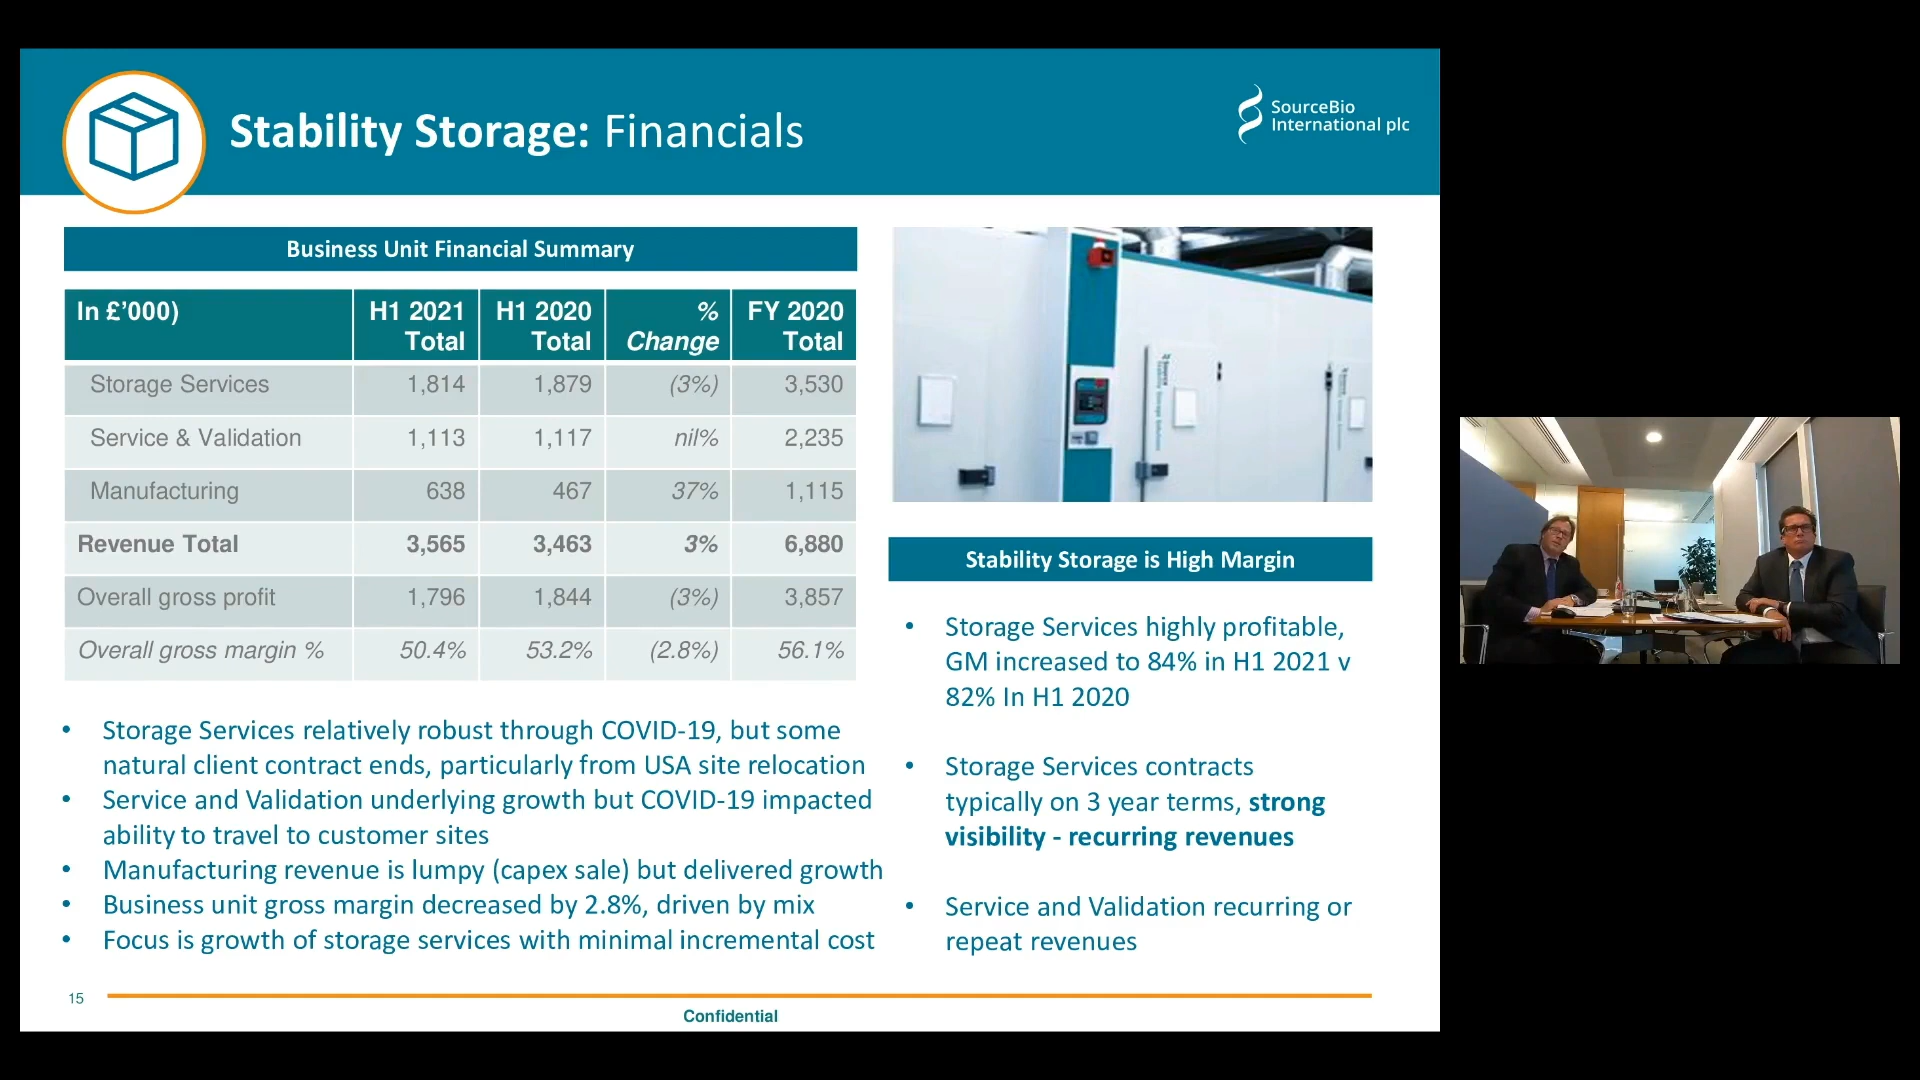 Stability Storage: Financials
SourceBio
International plc
Business Unit Financial Summary
In £’000) H1 2021 Total H1 2020 Total % Change FY 2020 Total
Storage Services 1,814 1,879 (3%) 3,530
Service & Validation 1,113 1,117 nil% 2,235
Manufacturing 638 467 37% 1,115
Revenue Total 3,565 3,463 3% 6,880
Overall gross profit 1,796 1,844 (3%) 3,857
Overall gross margin % 50.4% 53.2% (2.8%) 56.1%
• Storage Services relatively robust through COVID-19, but some
natural client contract ends, particularly from USA site relocation
• Service and Validation underlying growth but COVID-19 impacted
ability to travel to customer sites
• Manufacturing revenue is lumpy (capex sale) but delivered growth
• Business unit gross margin decreased by 2.8%, driven by mix
• Focus is growth of storage services with minimal incremental cost
Stability Storage is High Margin
• Storage Services highly profitable,
GM increased to 84% in H1 2021 v
82% In H1 2020
• Storage Services contracts
typically on 3 year terms, strong
visibility - recurring revenues
• Service and Validation recurring or
repeat revenues
15
Confidential